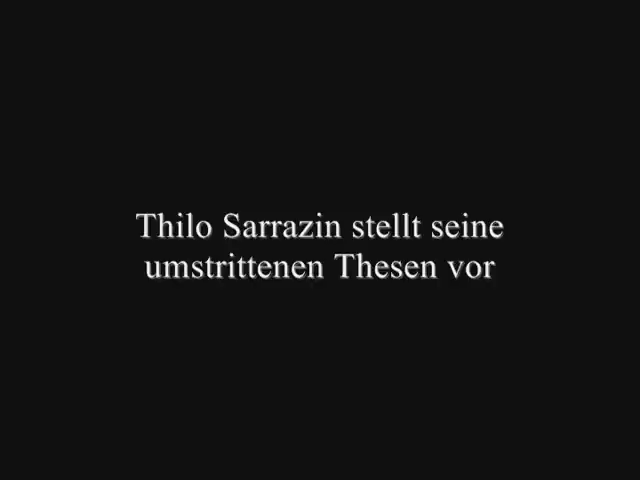 Thilo Sarrazin stellt seine
umstrittenen Thesen vor